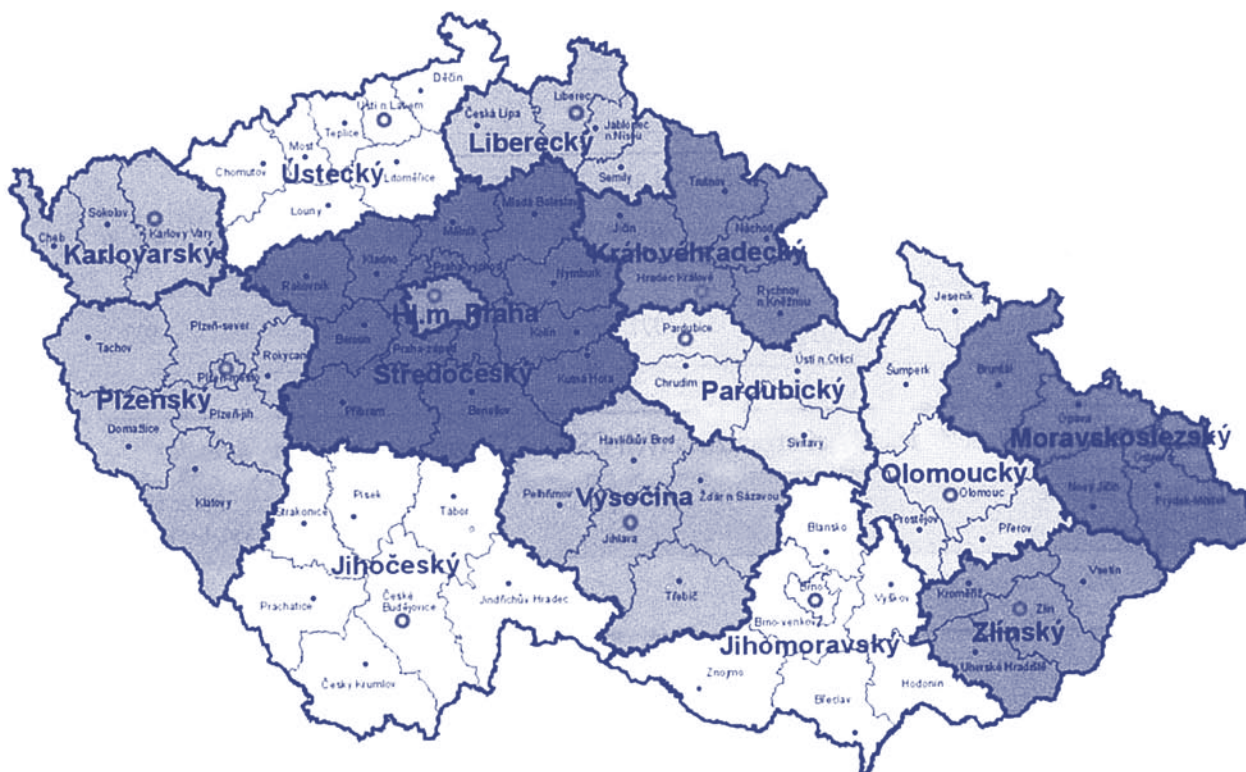 Děčín
Ústí n Labem
Teplice
Most
Chomutov
Ústecký
Litoměřice
Louny
Česká Lípa
Liberec
Jablonec
n.Nisou
Liberecký
Semily
Sokolov
Cheb
Karlovy Vary
Karlovarský
Mladá Boleslav
Mělník
Kladno
Praha-východ
Nymburk
Rakovník
Hl.m. Praha
Beroun
Praha-západ
Kolín
Středočeský
Kutná Hora
Příbram
Benešov
Trutnov
Jičín
Náchod
Královéhradecký
Hradec Králové
Rychnov
n.Kněžnou
Tachov
Plzeň-sever
Rokycany
Plzeň-město
Plzeňský
Plzeň-jih
Domažlice
Klatovy
Pardubice
Ústí n.Orlicí
Chrudim
Pardubický
Svitavy
Jeseník
Šumperk
Olomoucký
Olomouc
Prostějov
Přerov
Bruntál
Opava
Moravskoslezský
Ostrava
Nový Jičín
Frýdek-Místek
Havlíčkův Brod
Pelhřimov
Vysočina
Žďár n Sázavou
Jihlava
Třebíč
Písek
Strakonice
Tábor
Jihočeský
Prachatice
České
Budějovice
Jindřichův Hradec
Český Krumlov
Blansko
Brno
Vyškov
Brno-venkov
Jihomoravský
Znojmo
Hodonín
Břeclav
Vsetín
Kroměříž
Zlín
Zlínský
Uherské Hradiště